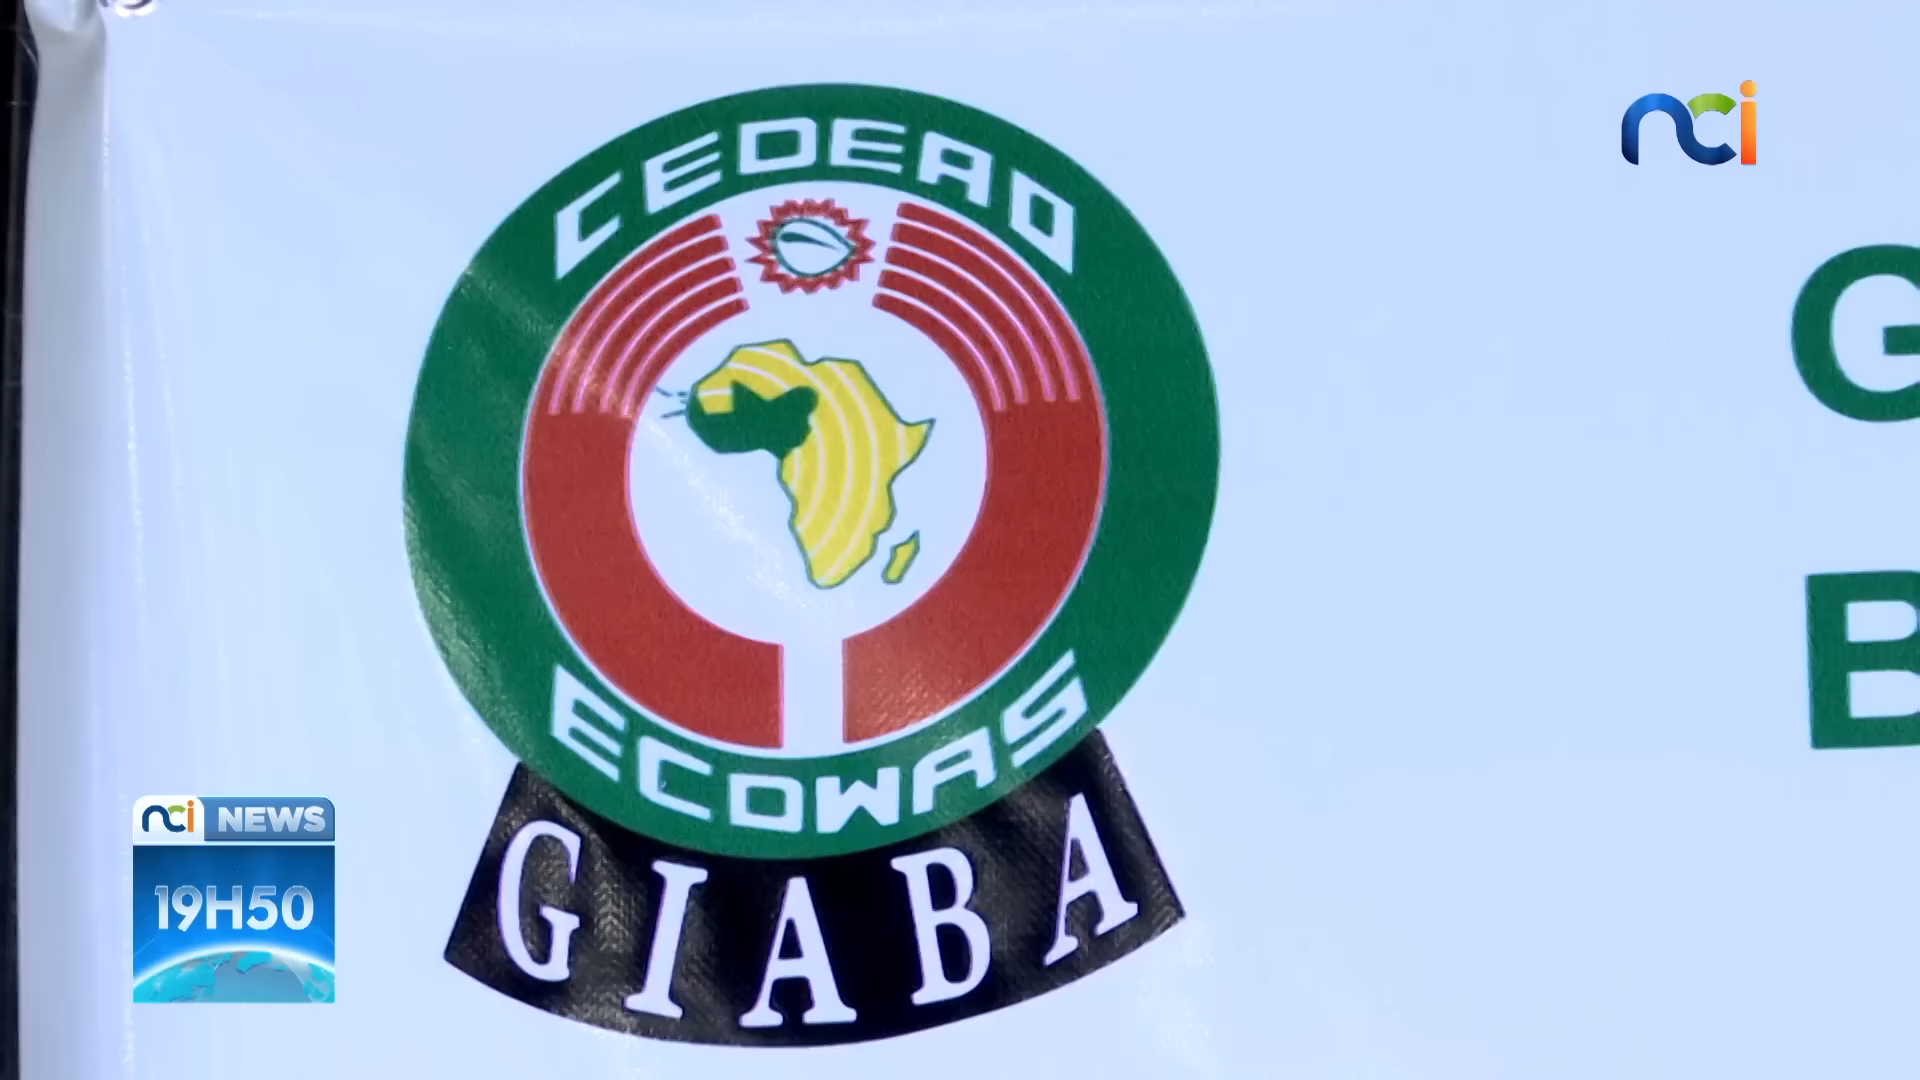 nci
CEDEAO
ECOWAS
GIABA
G
B
nci NEWS
19H50